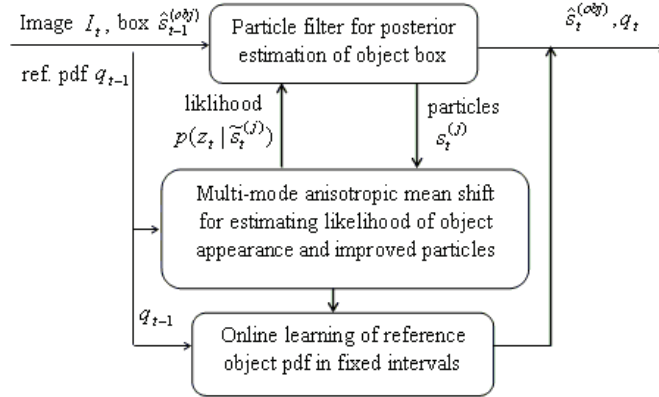 Image I_t, box ŝ_{t-1}^{(obj)}
ref. pdf q_{t-1}
Particle filter for posterior
estimation of object box
ŝ_t^{(obj)}, q_t
liklihood
p(z_t | s̃_t^{(j)})
particles
s_t^{(j)}
Multi-mode anisotropic mean shift
for estimating likelihood of object
appearance and improved particles
q_{t-1}
Online learning of reference
object pdf in fixed intervals